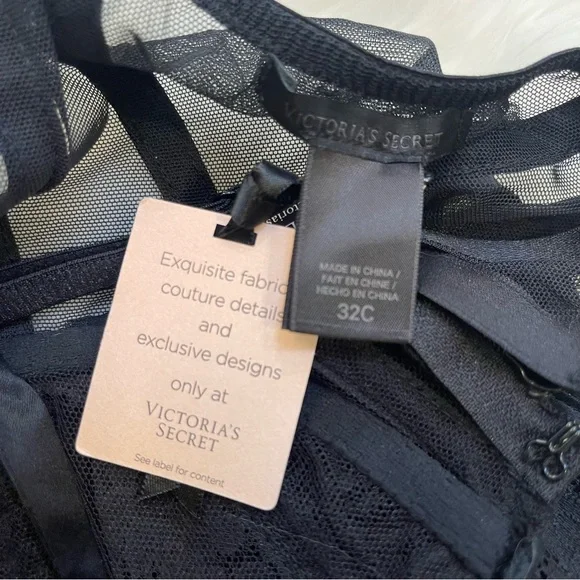 VICTORIA'S SECRET
MADE IN CHINA /
FAIT EN CHINE /
HECHO EN CHINA
32C
Exquisite fabric
couture details
and
exclusive designs
only at
VICTORIA'S
SECRET
See label for content